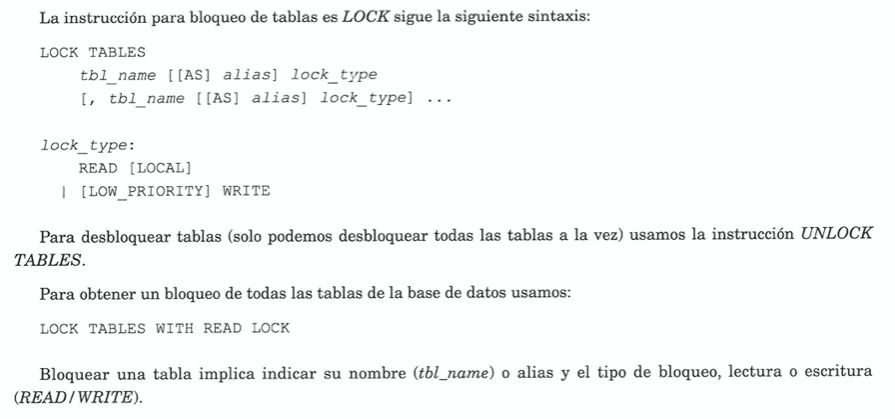 La instrucción para bloqueo de tablas es LOCK sigue la siguiente sintaxis:
LOCK TABLES
tbl_name [[AS] alias] lock_type
[, tbl_name [[AS] alias] lock_type] ...
lock_type:
READ [LOCAL]
| [LOW_PRIORITY] WRITE
Para desbloquear tablas (solo podemos desbloquear todas las tablas a la vez) usamos la instrucción UNLOCK
TABLES.
Para obtener un bloqueo de todas las tablas de la base de datos usamos:
LOCK TABLES WITH READ LOCK
Bloquear una tabla implica indicar su nombre (tbl_name) o alias y el tipo de bloqueo, lectura o escritura
(READ/WRITE).